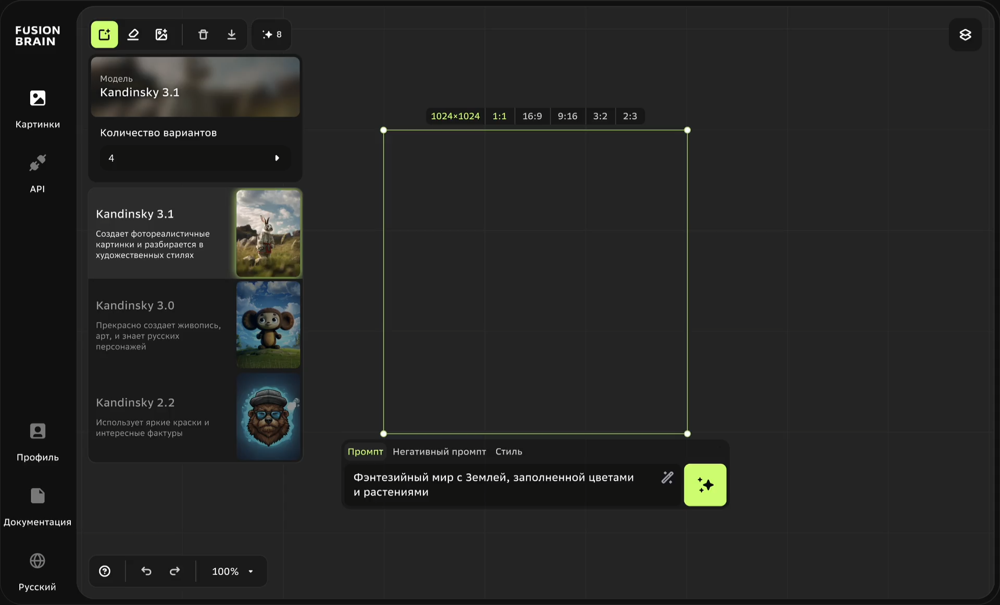 FUSION
BRAIN
Картинки
API
Профиль
Документация
Русский
8
Модель
Kandinsky 3.1
Количество вариантов
4
Kandinsky 3.1
Создает фотореалистичные
картинки и разбирается в
художественных стилях
Kandinsky 3.0
Прекрасно создает живопись,
арт, и знает русских
персонажей
Kandinsky 2.2
Использует яркие краски и
интересные фактуры
1024×1024 1:1 16:9 9:16 3:2 2:3
Промпт Негативный промпт Стиль
Фэнтезийный мир с Землей, заполненной цветами
и растениями
100%